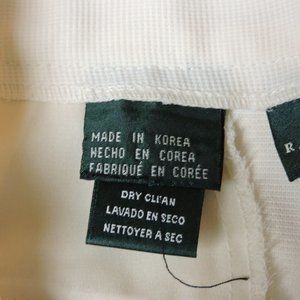 MADE IN KOREA
HECHO EN COREA
FABRIQUÉ EN CORÉE
DRY CLEAN
LAVADO EN SECO
NETTOYER A SEC
R